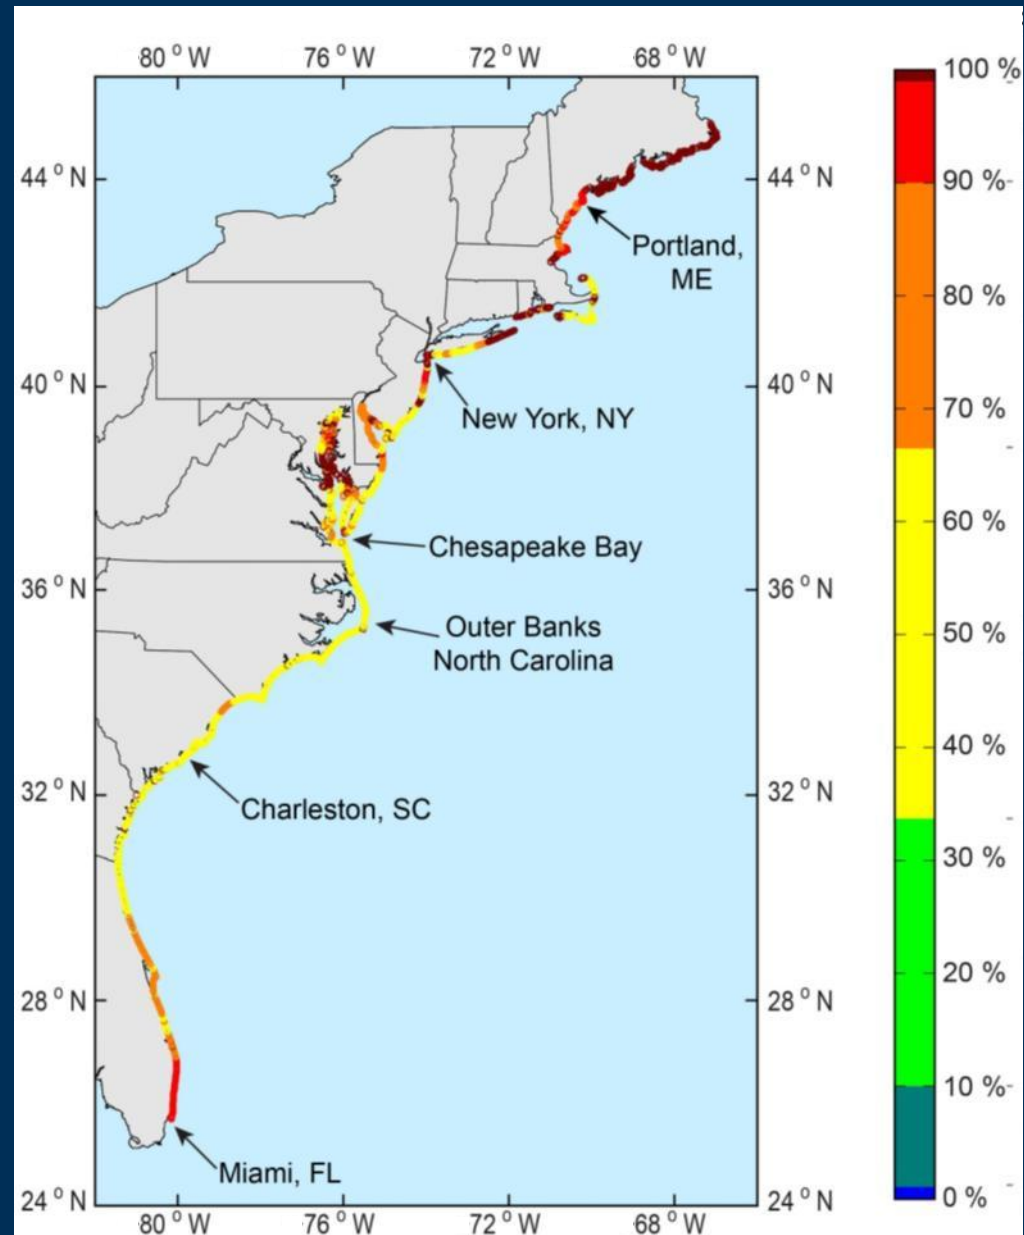 80 ° W 76 ° W 72 ° W 68 ° W
100 %
44 ° N 44 ° N
90 %
Portland,
ME
80 %
40 ° N 40 ° N
70 %
New York, NY
60 %
Chesapeake Bay
36 ° N 36 ° N
Outer Banks
50 %
North Carolina
40 %
32 ° N 32 ° N
Charleston, SC
30 %
20 %
28 ° N 28 ° N
10 %
Miami, FL
24 ° N 24 ° N
0 %
80 ° W 76 ° W 72 ° W 68 ° W